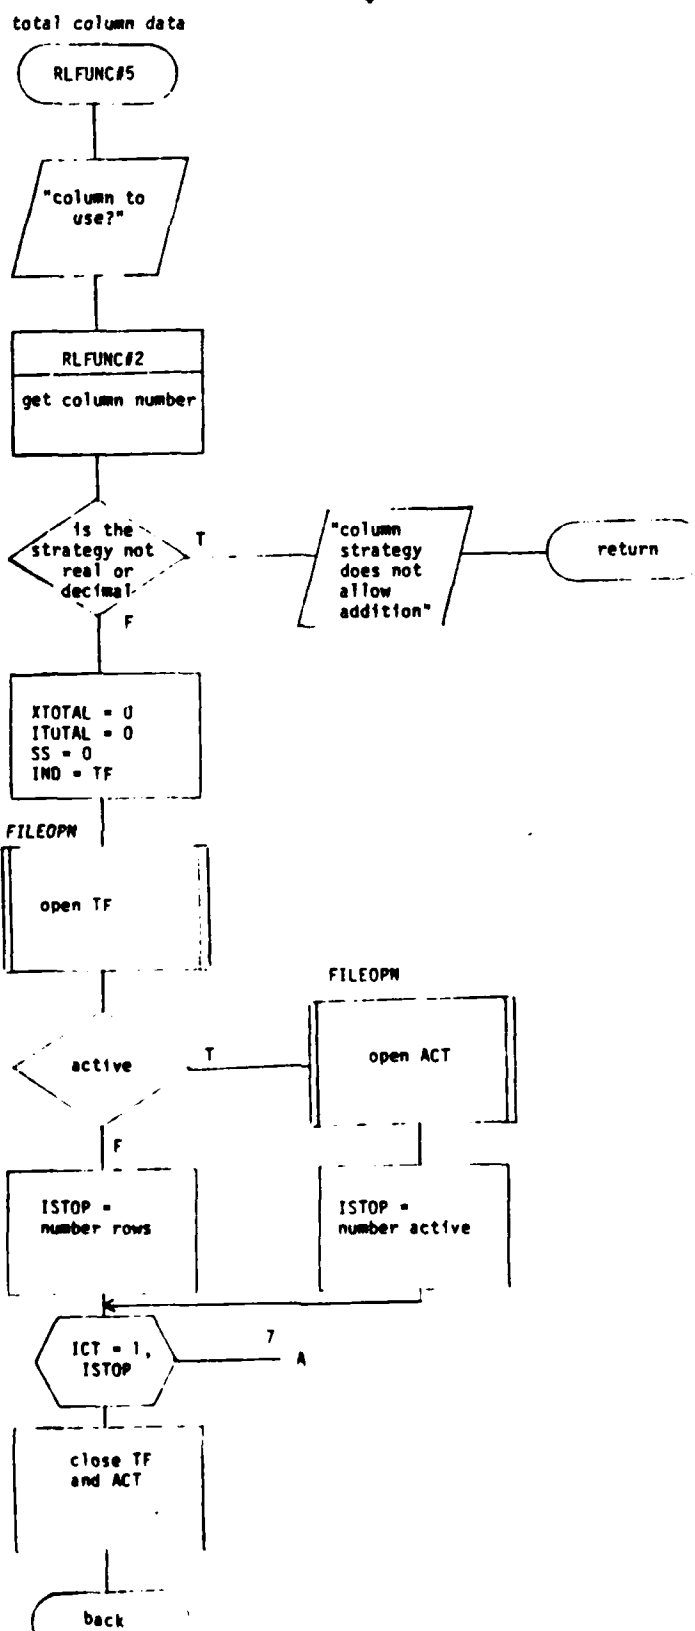 total column data
RLFUNC#5
"column to
use?"
RLFUNC#2
get column number
is the
strategy not
real or
decimal
T
"column
strategy
does not
allow
addition"
return
F
XTOTAL = 0
ITOTAL = 0
SS = 0
IND = TF
FILEOPN
open TF
FILEOPN
active
T
open ACT
F
ISTOP =
number rows
ISTOP =
number active
ICT = 1,
ISTOP
7
A
close TF
and ACT
back